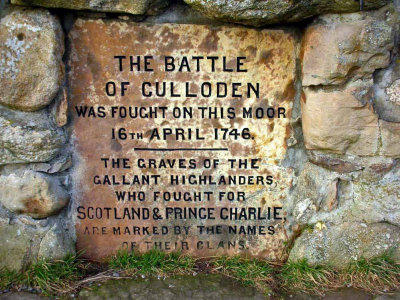 THE BATTLE
OF CULLODEN
WAS FOUGHT ON THIS MOOR
16TH APRIL 1746.
THE GRAVES OF THE
GALLANT HIGHLANDERS,
WHO FOUGHT FOR
SCOTLAND & PRINCE CHARLIE,
ARE MARKED BY THE NAMES
OF THEIR CLANS.